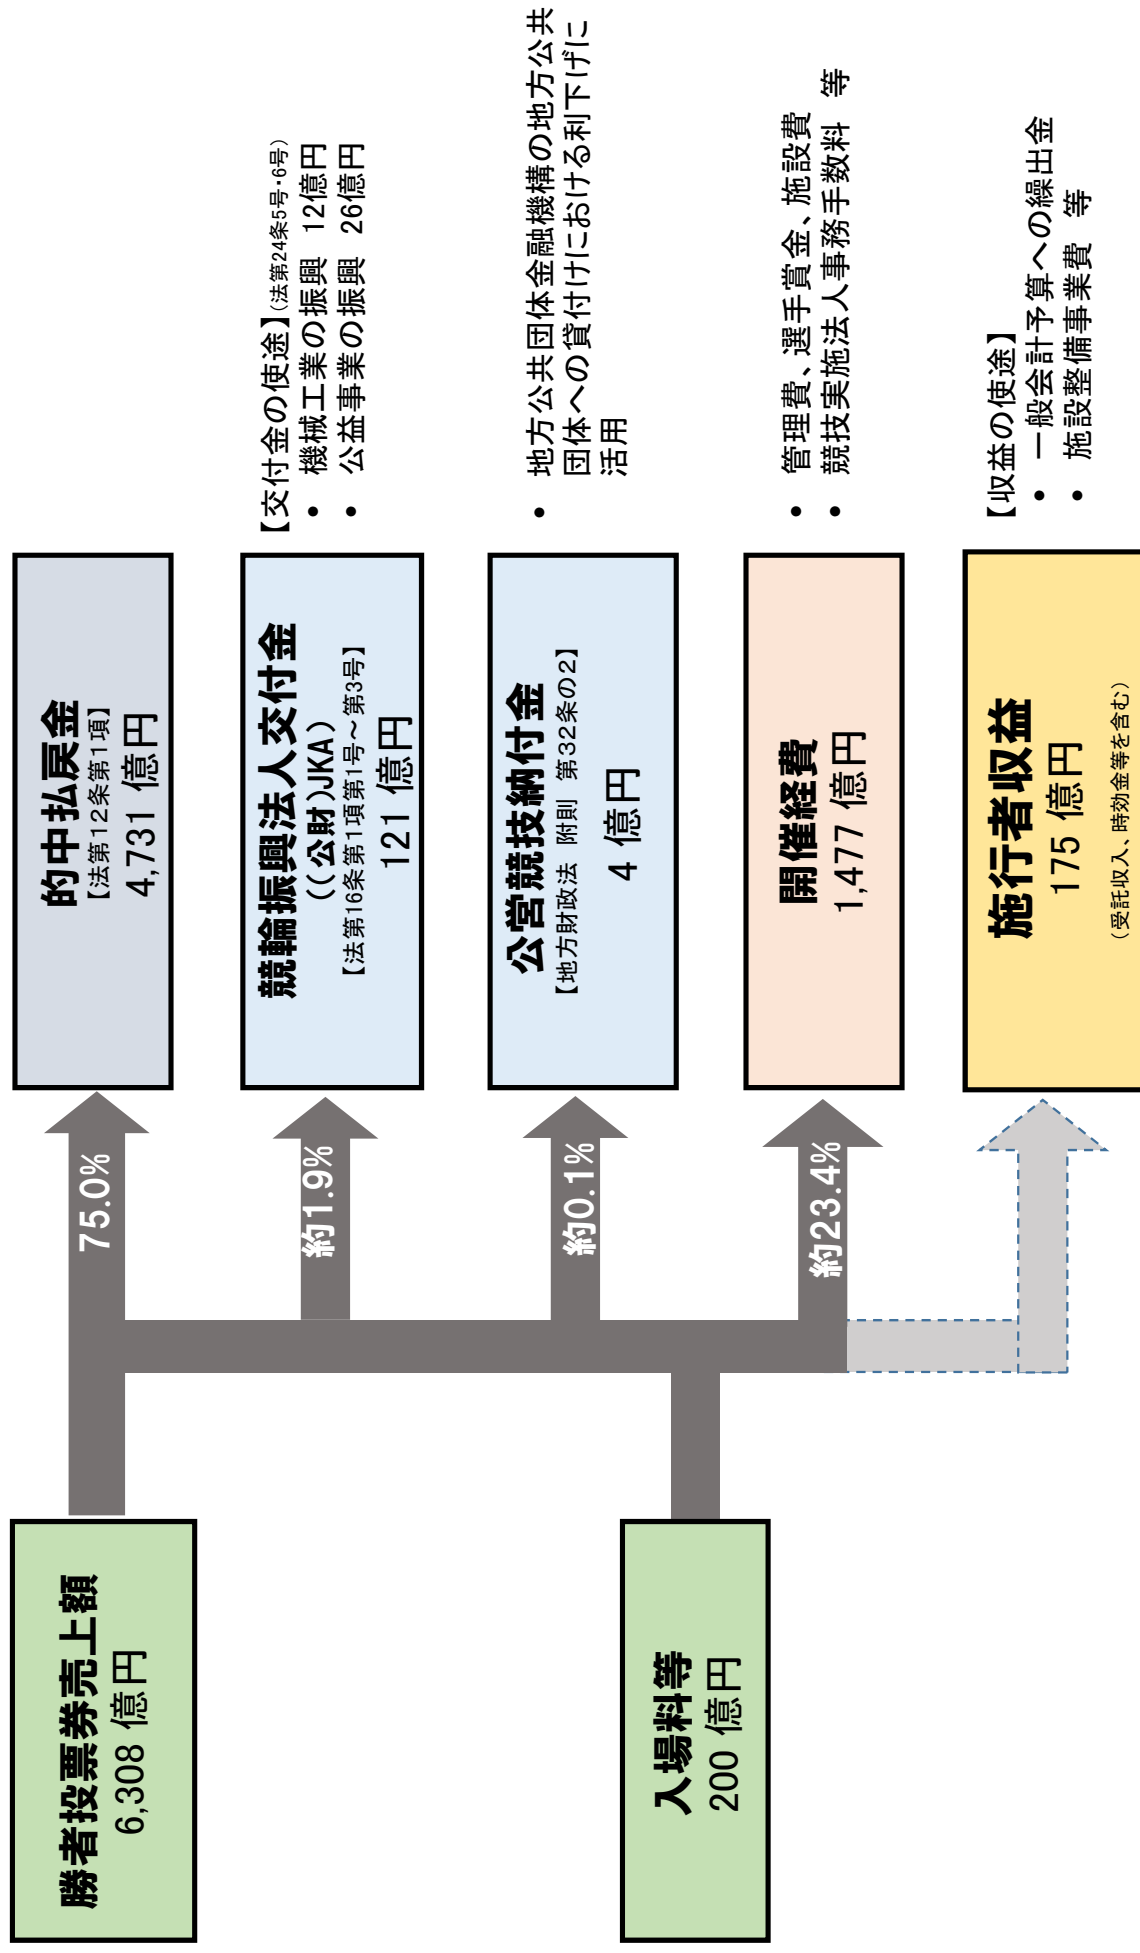 勝者投票券売上額
6,308 億円
入場料等
200 億円
75.0%
約1.9%
約0.1%
約23.4%
的中払戻金
【法第12条第1項】
4,731 億円
競輪振興法人交付金
((公財)JKA)
【法第16条第1項第1号～第3号】
121 億円
【交付金の使途】(法第24条5号・6号)
• 機械工業の振興 12億円
• 公益事業の振興 26億円
公営競技納付金
【地方財政法 附則 第32条の2】
4 億円
• 地方公共団体金融機構の地方公共
団体への貸付けにおける利下げに
活用
開催経費
1,477 億円
• 管理費、選手賞金、施設費
• 競技実施法人事務手数料 等
施行者収益
175 億円
(受託収入、時効金等を含む)
【収益の使途】
• 一般会計予算への繰出金
• 施設整備事業費 等